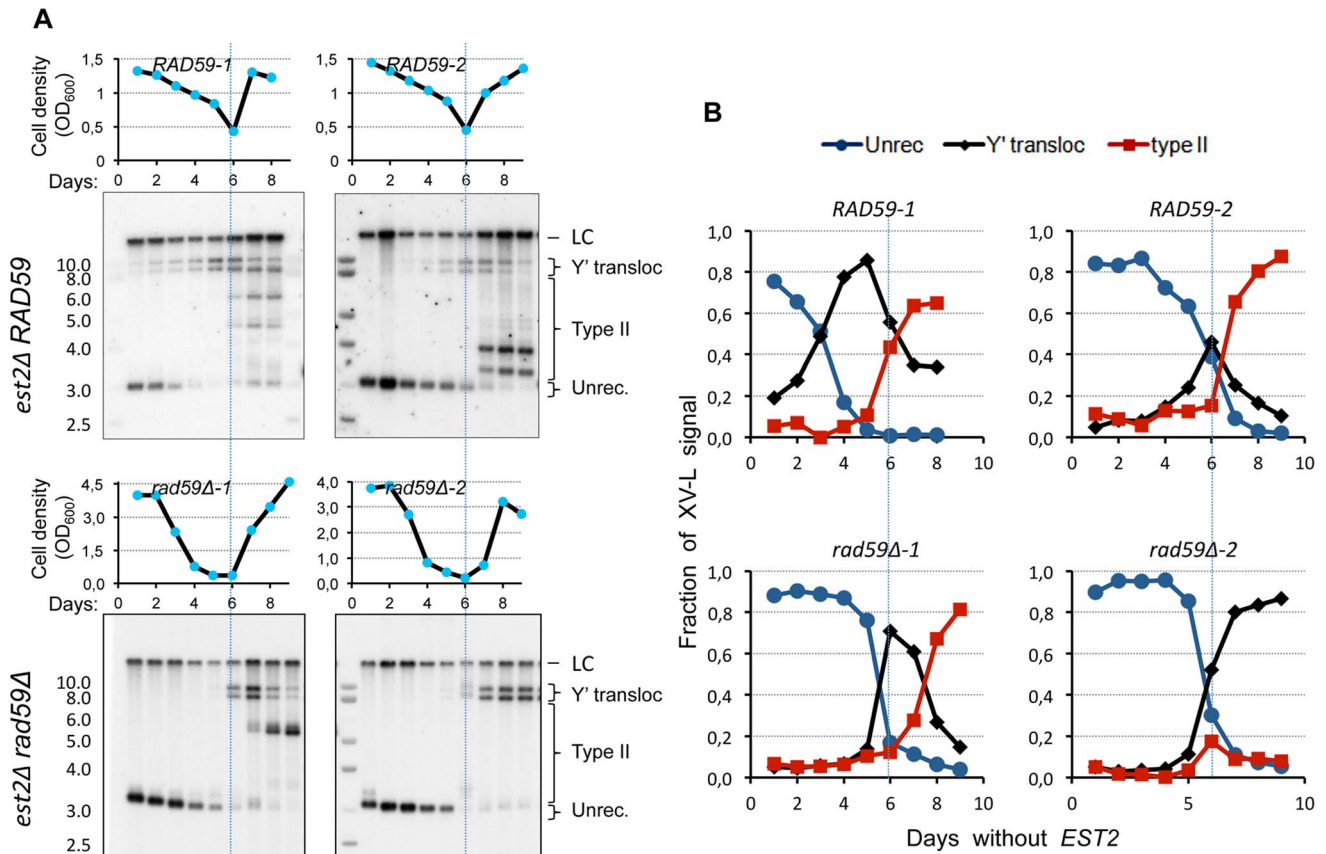 A
RAD59-1
RAD59-2
Cell density
(OD600)
1,5
1
0,5
0
1,5
1
0,5
0
Days: 0 2 4 6 8
0 2 4 6 8
est2Δ RAD59
10.0
8.0
6.0
5.0
4.0
3.0
2.5
LC
Y' transloc
Type II
Unrec.
rad59Δ-1
rad59Δ-2
Cell density
(OD600)
4,5
3,0
1,5
0,0
4,0
3,0
2,0
1,0
0,0
Days: 0 2 4 6 8
0 2 4 6 8
est2Δ rad59Δ
10.0
8.0
6.0
5.0
4.0
3.0
2.5
LC
Y' transloc
Type II
Unrec.
B
Unrec Y' transloc type II
RAD59-1
RAD59-2
Fraction of XV-L signal
1,0
0,8
0,6
0,4
0,2
0,0
0 2 4 6 8 10
1,0
0,8
0,6
0,4
0,2
0,0
0 2 4 6 8 10
rad59Δ-1
rad59Δ-2
1,0
0,8
0,6
0,4
0,2
0,0
0 2 4 6 8 10
1,0
0,8
0,6
0,4
0,2
0,0
0 5 10
Days without EST2